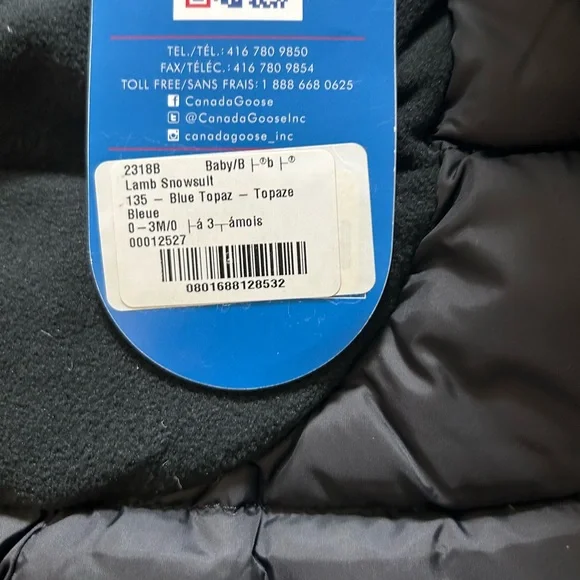 TEL./TÉL.: 416 780 9850
FAX/TÉLÉC.: 416 780 9854
TOLL FREE/SANS FRAIS: 1 888 668 0625
CanadaGoose
@CanadaGooseInc
canadagoose_inc
2318B Baby/B ├®b ├®
Lamb Snowsuit
135 – Blue Topaz – Topaze
Bleue
0–3M/0 ├á 3┬ámois
00012527
0801688128532